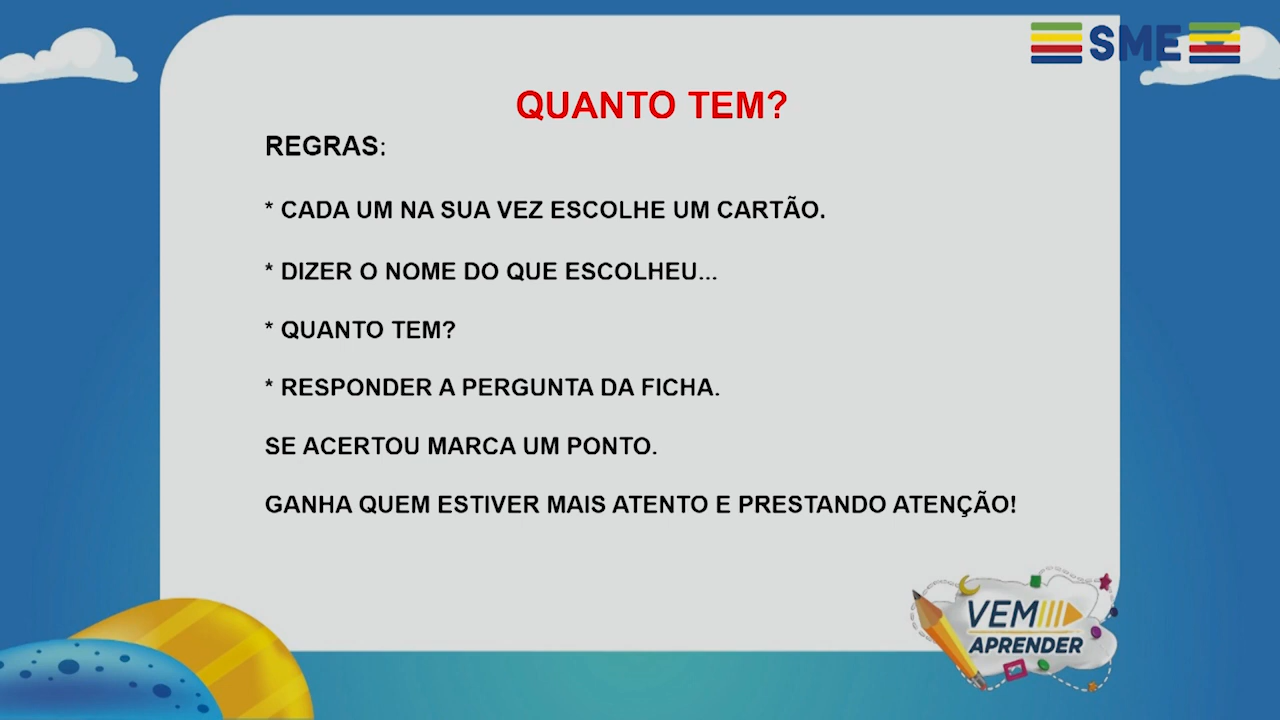 SME
QUANTO TEM?
REGRAS:
* CADA UM NA SUA VEZ ESCOLHE UM CARTÃO.
* DIZER O NOME DO QUE ESCOLHEU...
* QUANTO TEM?
* RESPONDER A PERGUNTA DA FICHA.
SE ACERTOU MARCA UM PONTO.
GANHA QUEM ESTIVER MAIS ATENTO E PRESTANDO ATENÇÃO!
VEM
APRENDER